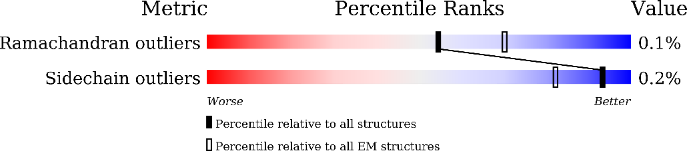 Metric Percentile Ranks Value
Ramachandran outliers 0.1%
Sidechain outliers 0.2%
Worse Better
Percentile relative to all structures
Percentile relative to all EM structures